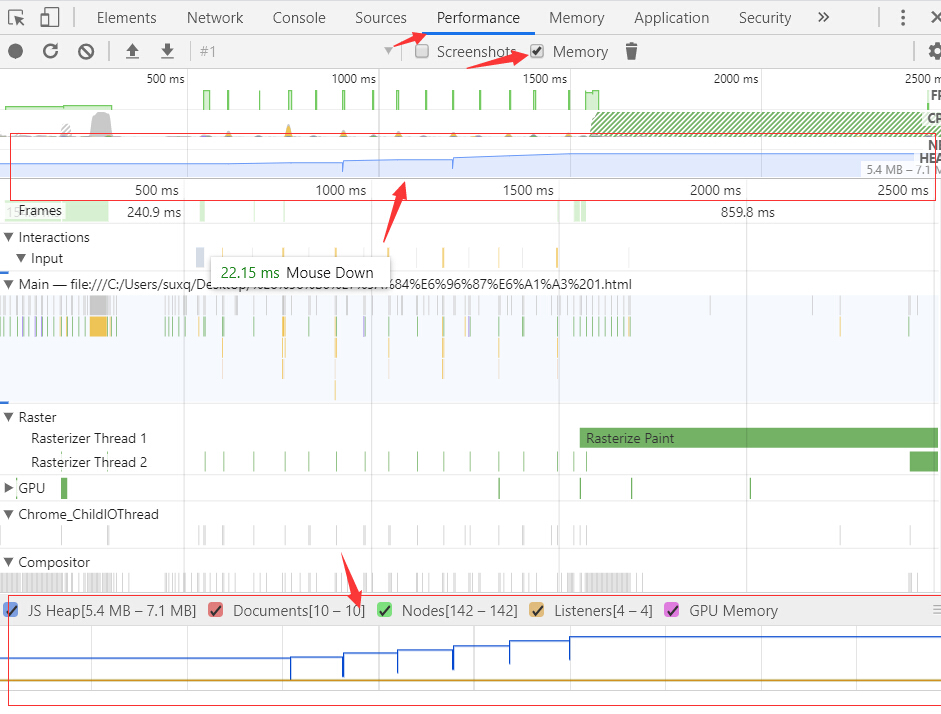 Elements Network Console Sources Performance Memory Application Security »
#1 Screenshots Memory
500 ms 1000 ms 1500 ms 2000 ms 2500 m
FP
CP
NE
HEA
5.4 MB – 7.1 M
500 ms 1000 ms 1500 ms 2000 ms 2500 ms
Frames 240.9 ms 859.8 ms
Interactions
Input
22.15 ms Mouse Down
Main — file:///C:/Users/suxq/Desktop/ %84%E6%96%87%E6%A1%A3%201.html
Raster
Rasterizer Thread 1 Rasterize Paint
Rasterizer Thread 2
GPU
Chrome_ChildIOThread
Compositor
JS Heap[5.4 MB – 7.1 MB] Documents[10 – 10] Nodes[142 – 142] Listeners[4 – 4] GPU Memory